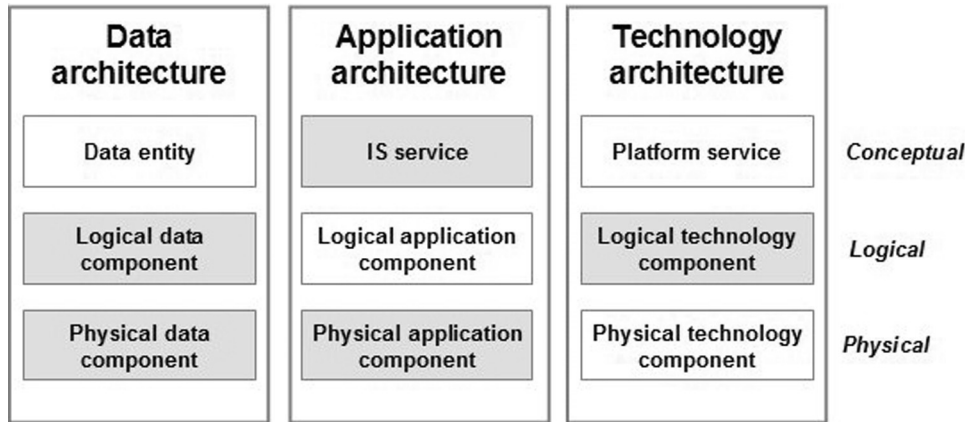 Data
architecture
Application
architecture
Technology
architecture
Data entity
IS service
Platform service
Conceptual
Logical data
component
Logical application
component
Logical technology
component
Logical
Physical data
component
Physical application
component
Physical technology
component
Physical